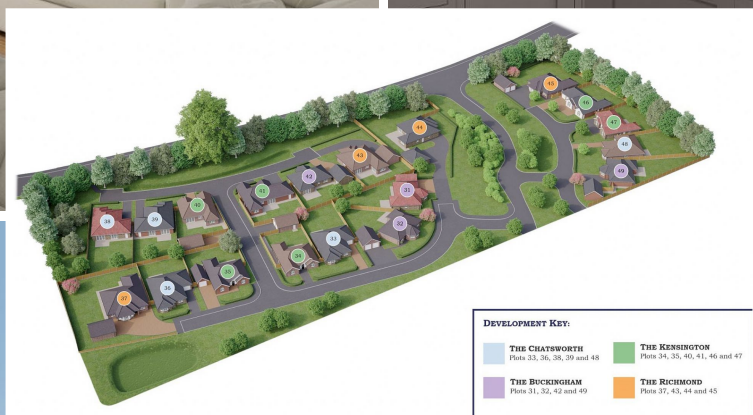 45
46
47
44
48
43
49
42
41
31
40
38
39
32
33
34
35
36
37
DEVELOPMENT KEY:
THE CHATSWORTH
Plots 33, 36, 38, 39 and 48
THE KENSINGTON
Plots 34, 35, 40, 41, 46 and 47
THE BUCKINGHAM
Plots 31, 32, 42 and 49
THE RICHMOND
Plots 37, 43, 44 and 45